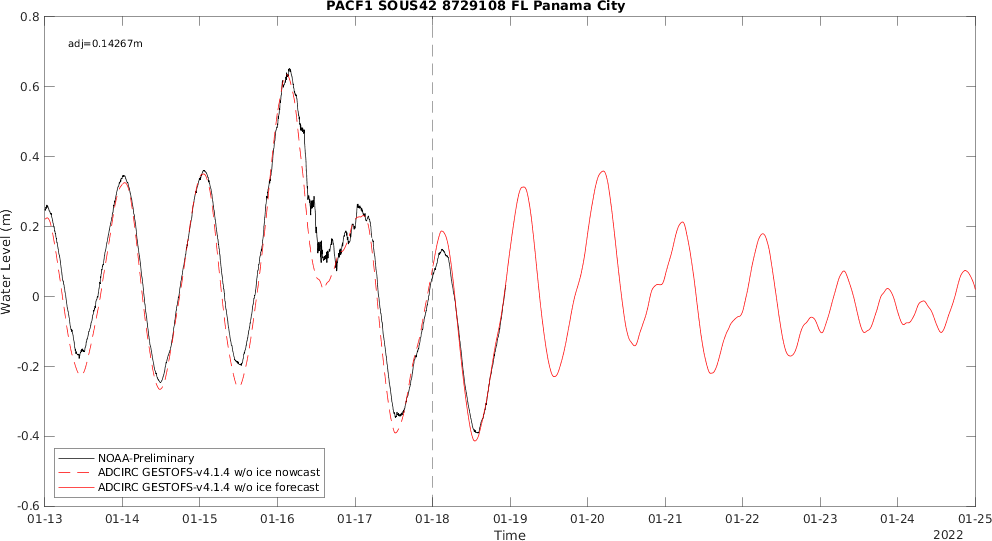 PACF1 SOUS42 8729108 FL Panama City
adj=0.14267m
Water Level (m)
0.8
0.6
0.4
0.2
0
-0.2
-0.4
-0.6
NOAA-Preliminary
ADCIRC GESTOFS-v4.1.4 w/o ice nowcast
ADCIRC GESTOFS-v4.1.4 w/o ice forecast
01-13 01-14 01-15 01-16 01-17 01-18 01-19 01-20 01-21 01-22 01-23 01-24 01-25
Time
2022